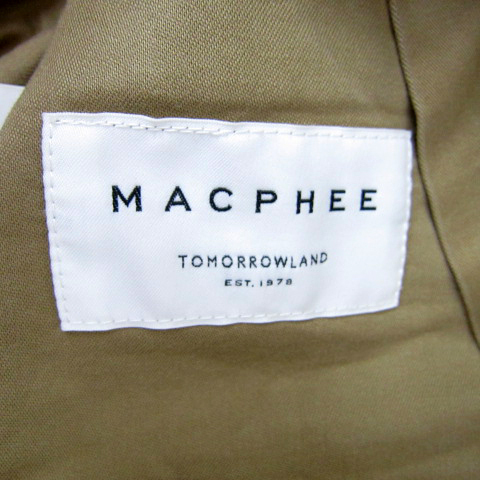 MACPHEE
TOMORROWLAND
EST. 1978